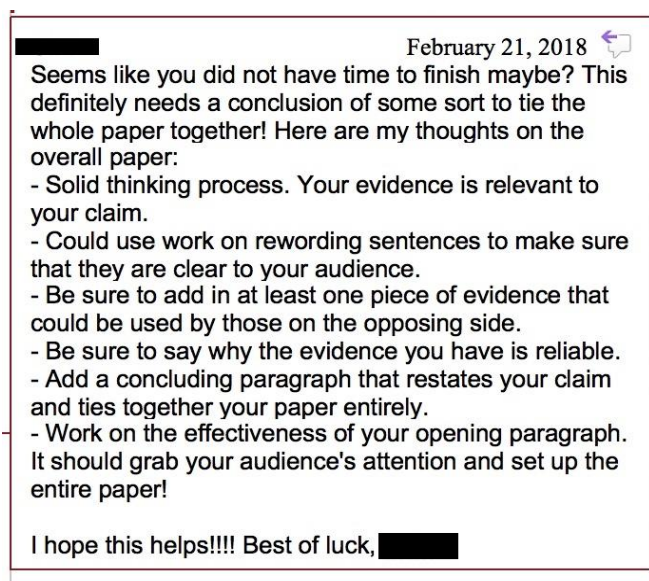 February 21, 2018
Seems like you did not have time to finish maybe? This
definitely needs a conclusion of some sort to tie the
whole paper together! Here are my thoughts on the
overall paper:
- Solid thinking process. Your evidence is relevant to
your claim.
- Could use work on rewording sentences to make sure
that they are clear to your audience.
- Be sure to add in at least one piece of evidence that
could be used by those on the opposing side.
- Be sure to say why the evidence you have is reliable.
- Add a concluding paragraph that restates your claim
and ties together your paper entirely.
- Work on the effectiveness of your opening paragraph.
It should grab your audience's attention and set up the
entire paper!
I hope this helps!!!! Best of luck,